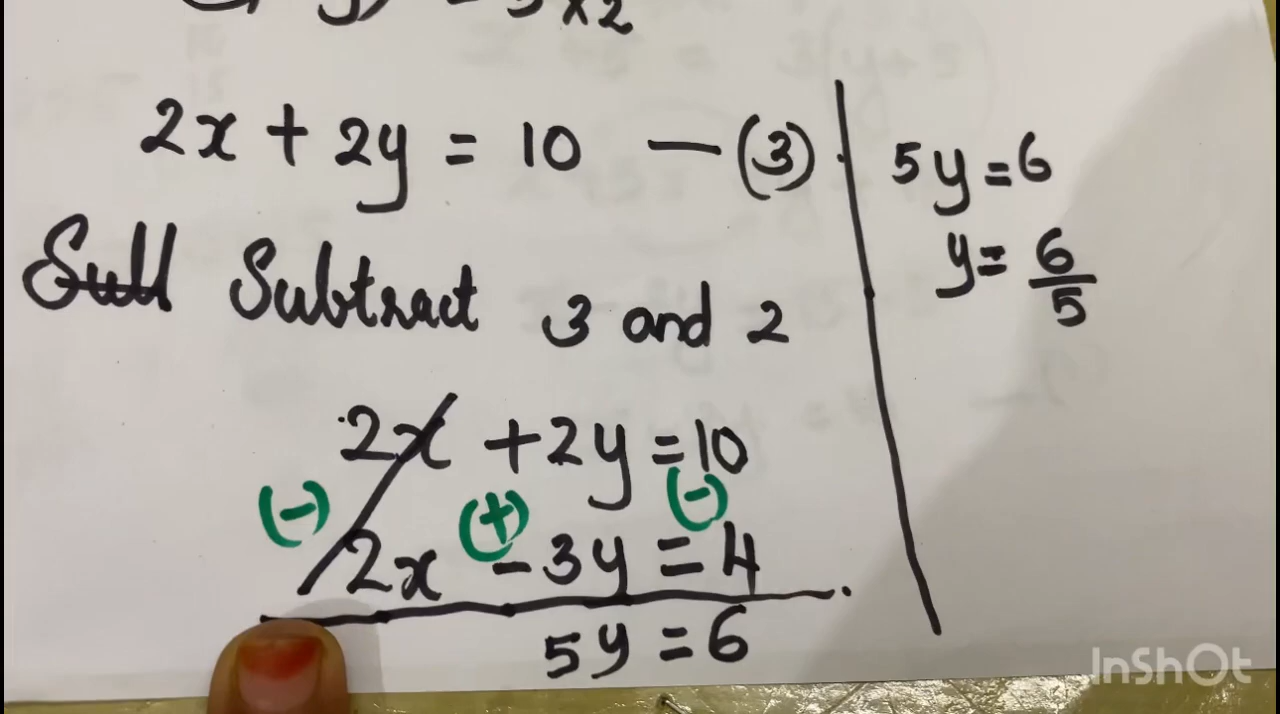 2x + 2y = 10 — (3)
Subtract 3 and 2
2x + 2y = 10
(-) (+) (-)
2x - 3y = 4
5y = 6
5y = 6
y = 6/5
InShOt